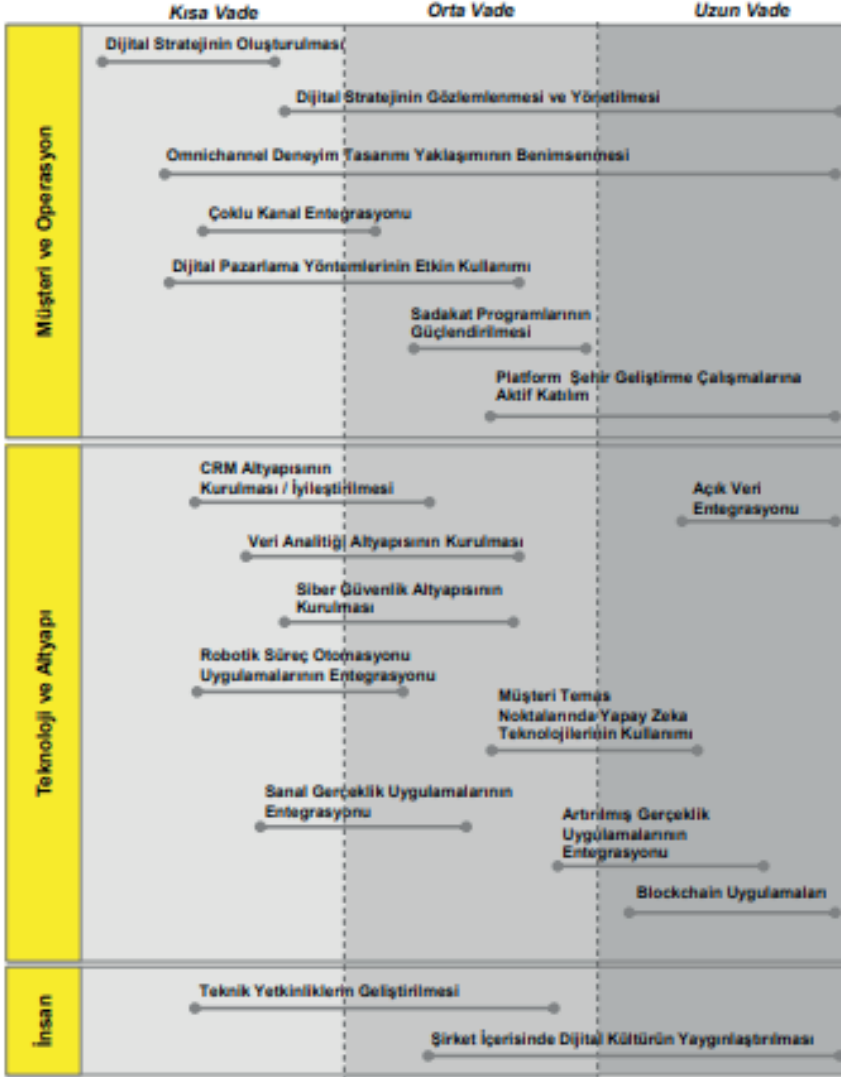 Kısa Vade
Orta Vade
Uzun Vade
Müşteri ve Operasyon
Dijital Stratejinin Oluşturulması
Dijital Stratejinin Gözlemlenmesi ve Yönetilmesi
Omnichannel Deneyim Tasarımı Yaklaşımının Benimsenmesi
Çoklu Kanal Entegrasyonu
Dijital Pazarlama Yöntemlerinin Etkin Kullanımı
Sadakat Programlarının
Güçlendirilmesi
Platform Şehir Geliştirme Çalışmalarına
Aktif Katılım
Teknoloji ve Altyapı
CRM Altyapısının
Kurulması / İyileştirilmesi
Açık Veri
Entegrasyonu
Veri Analitiği Altyapısının Kurulması
Siber Güvenlik Altyapısının
Kurulması
Robotik Süreç Otomasyonu
Uygulamalarının Entegrasyonu
Müşteri Temas
Noktalarında Yapay Zeka
Teknolojilerinin Kullanımı
Sanal Gerçeklik Uygulamalarının
Entegrasyonu
Artırılmış Gerçeklik
Uygulamalarının
Entegrasyonu
Blockchain Uygulamaları
İnsan
Teknik Yetkinliklerin Geliştirilmesi
Şirket İçerisinde Dijital Kültürün Yaygınlaştırılması